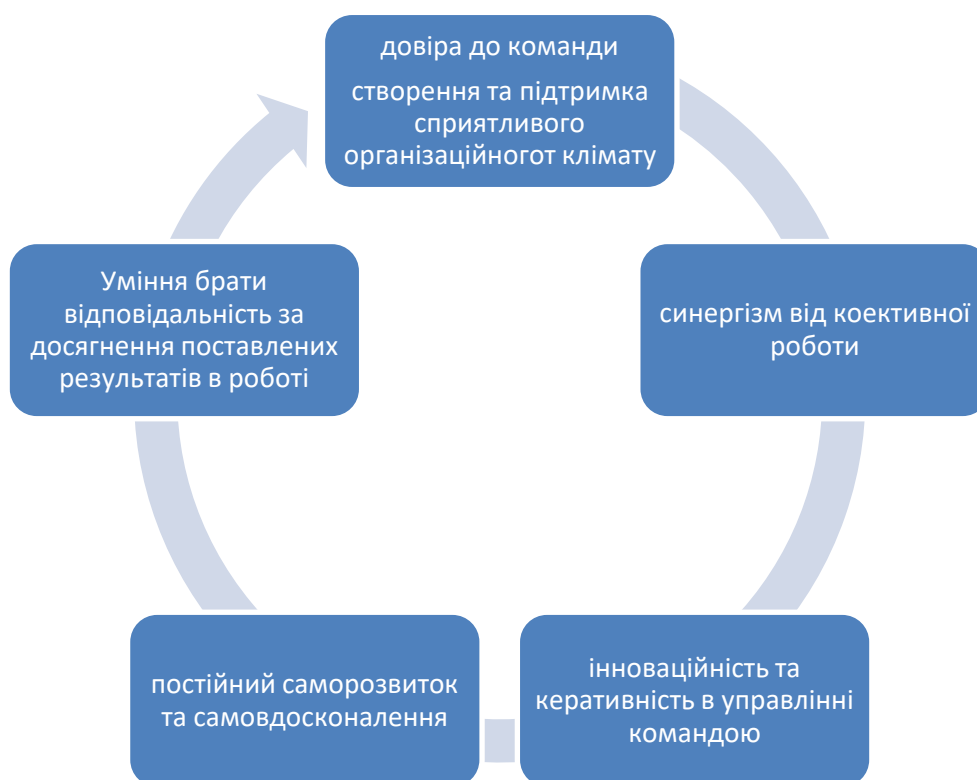 довіра до команди
створення та підтримка
сприятливого
організаційногот клімату
синергізм від коективної
роботи
інноваційність та
керативність в управлінні
командою
постійний саморозвиток
та самовдосконалення
Уміння брати
відповідальність за
досягнення поставлених
результатів в роботі